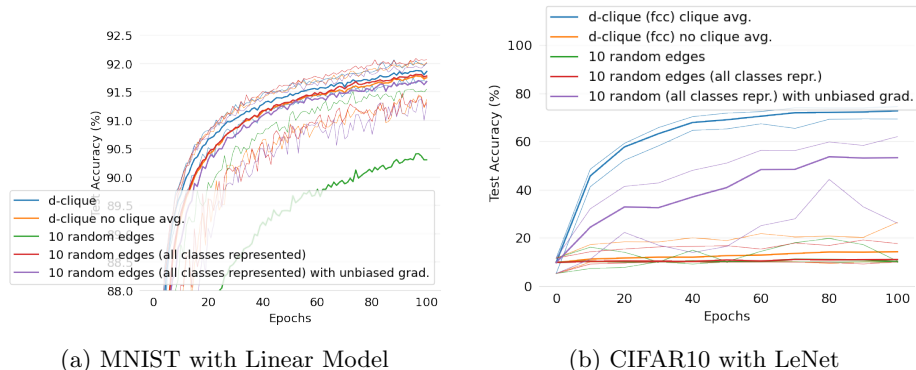 92.5
92.0
91.5
91.0
90.5
90.0
89.5
89.0
88.5
88.0
Test Accuracy (%)
d-clique
d-clique no clique avg.
10 random edges
10 random edges (all classes represented)
10 random edges (all classes represented) with unbiased grad.
0 20 40 60 80 100
Epochs
(a) MNIST with Linear Model
d-clique (fcc) clique avg.
d-clique (fcc) no clique avg.
10 random edges
10 random edges (all classes repr.)
10 random (all classes repr.) with unbiased grad.
100
80
60
40
20
0
Test Accuracy (%)
0 20 40 60 80 100
Epochs
(b) CIFAR10 with LeNet